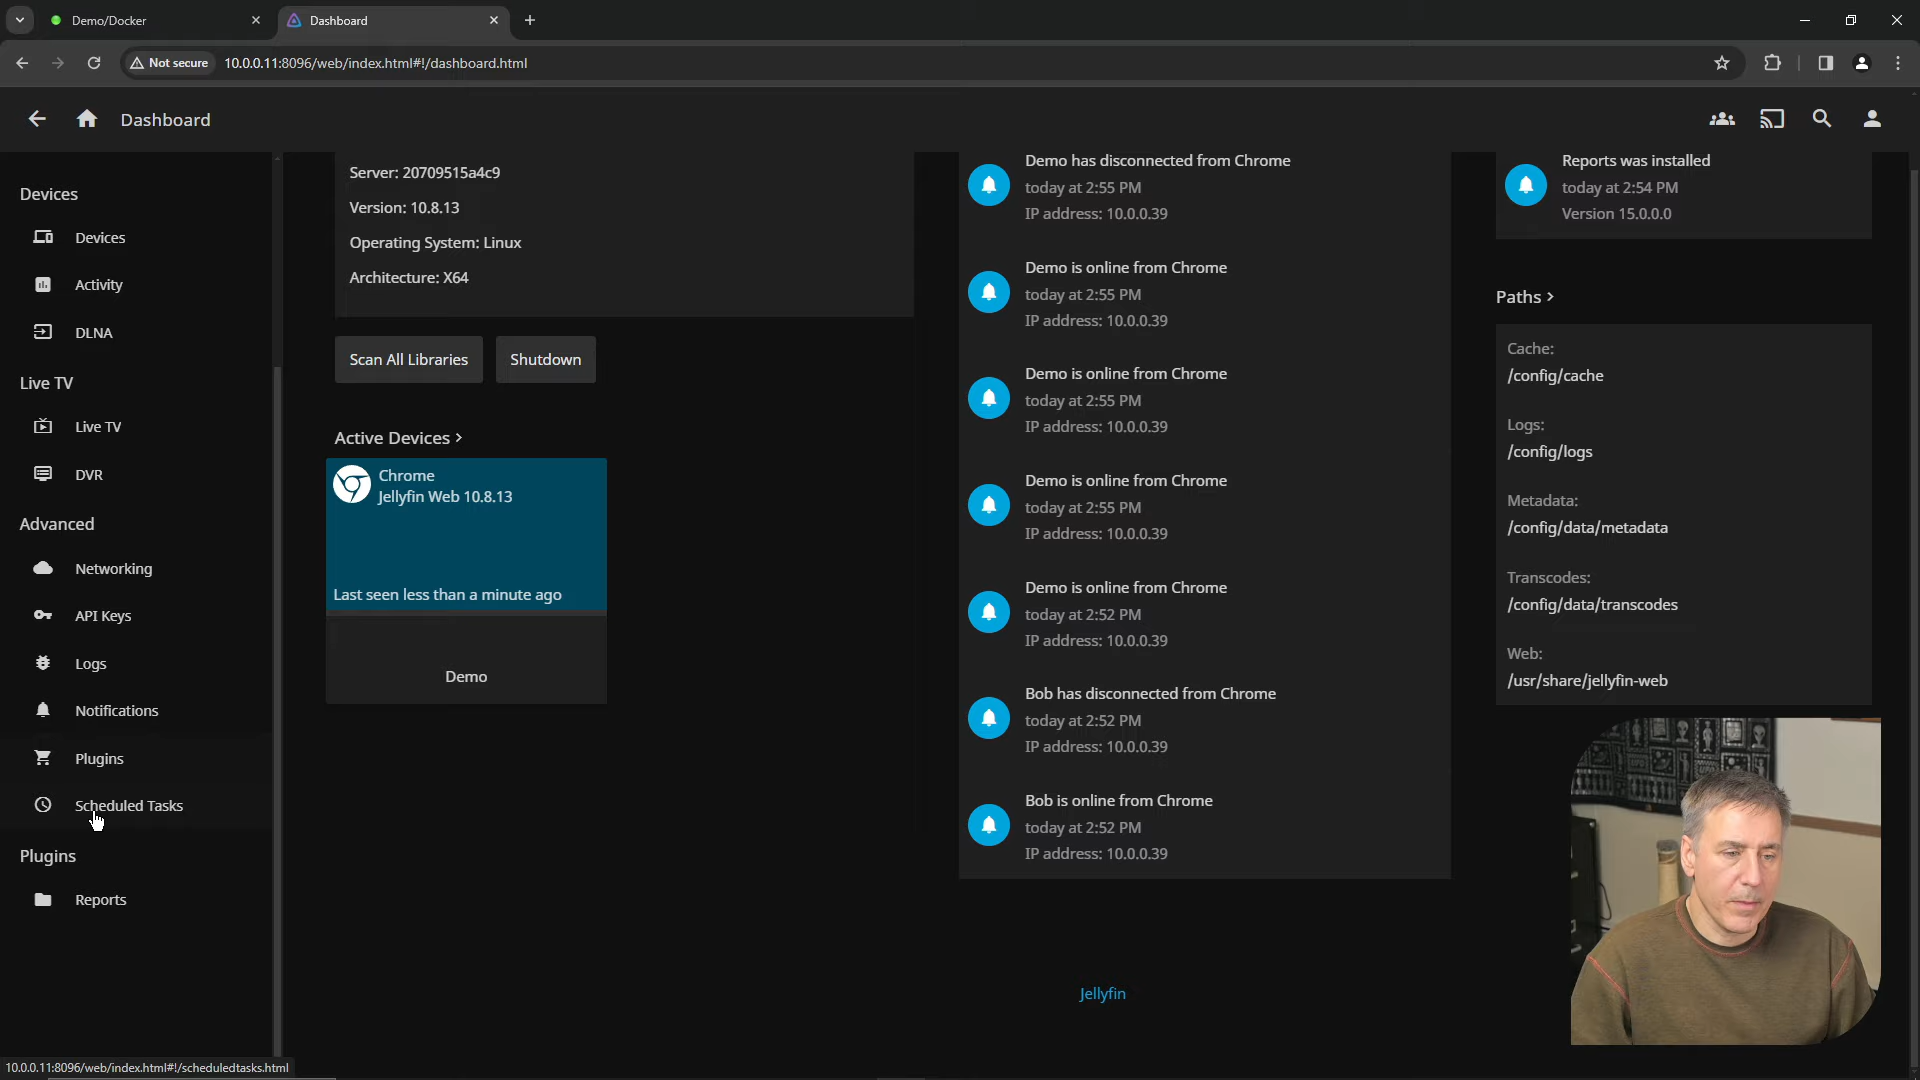 Demo/Docker
Dashboard
Not secure
10.0.0.11:8096/web/index.html#!/dashboard.html
Dashboard
Devices
Devices
Activity
DLNA
Live TV
Live TV
DVR
Advanced
Networking
API Keys
Logs
Notifications
Plugins
Scheduled Tasks
Plugins
Reports
Server: 20709515a4c9
Version: 10.8.13
Operating System: Linux
Architecture: X64
Scan All Libraries
Shutdown
Active Devices
Chrome
Jellyfin Web 10.8.13
Last seen less than a minute ago
Demo
Demo has disconnected from Chrome
today at 2:55 PM
IP address: 10.0.0.39
Demo is online from Chrome
today at 2:55 PM
IP address: 10.0.0.39
Demo is online from Chrome
today at 2:55 PM
IP address: 10.0.0.39
Demo is online from Chrome
today at 2:55 PM
IP address: 10.0.0.39
Demo is online from Chrome
today at 2:52 PM
IP address: 10.0.0.39
Bob has disconnected from Chrome
today at 2:52 PM
IP address: 10.0.0.39
Bob is online from Chrome
today at 2:52 PM
IP address: 10.0.0.39
Reports was installed
today at 2:54 PM
Version 15.0.0.0
Paths
Cache:
/config/cache
Logs:
/config/logs
Metadata:
/config/data/metadata
Transcodes:
/config/data/transcodes
Web:
/usr/share/jellyfin-web
Jellyfin
10.0.0.11:8096/web/index.html#!/scheduledtasks.html